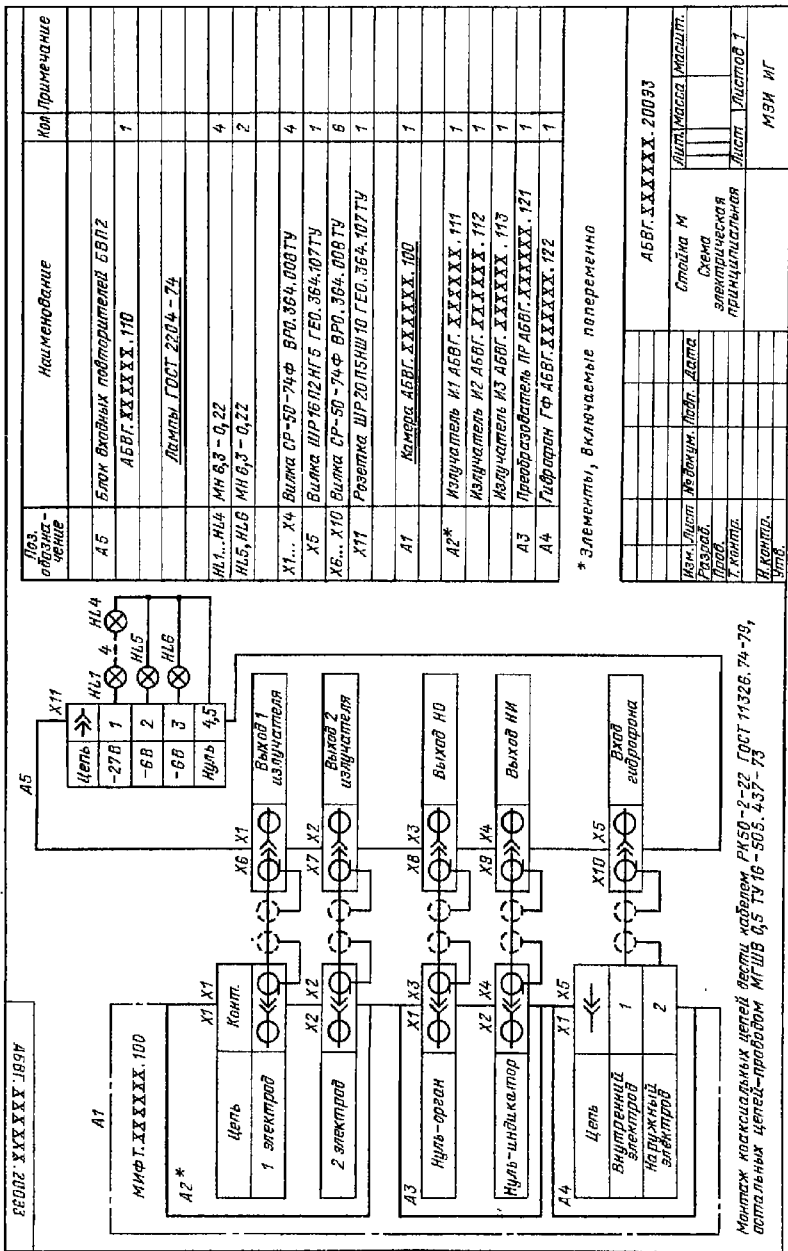 АБВГ.XXXXXX.20093
А1
МИФТ.XXXXXX.100
А2*
X1 X1
Цепь
Конт.
1 электрод
X2 X2
2 электрод
А3
X1 X3
Нуль-орган
X2 X4
Нуль-индикатор
А4
X1 X5
Цепь
Внутренний электрод
1
Наружный электрод
2
А5
X11
Цепь
-27В
1
-6В
2
-6В
3
Нуль
4,5
HL1
4
HL4
HL5
HL6
X6 X1
Выход 1
излучателя
X7 X2
Выход 2
излучателя
X8 X3
Выход НО
X9 X4
Выход НИ
X10 X5
Вход
гидрофона
Монтаж коаксиальных цепей вести кабелем РК50-2-22 ГОСТ 11326.74-79,
остальных цепей-проводом МГШВ 0,5 ТУ 16-505.437-73
Поз. обозна-чение
Наименование
Кол
Примечание
А5
Блок входных повторителей БВП2
АБВГ.XXXXXX.110
1
Лампы ГОСТ 2204-74
HL1...HL4
МН 6,3-0,22
4
HL5, HL6
МН 6,3-0,22
2
X1...X4
Вилка СР-50-74Ф ВР0.364.008ТУ
4
X5
Вилка ШР16П2НГ5 ГЕ0.364.107ТУ
1
X6...X10
Вилка СР-50-74Ф ВР0.364.008ТУ
6
X11
Розетка ШР20П5НШ10 ГЕ0.364.107ТУ
1
А1
Камера АБВГ.XXXXXX.100
1
А2*
Излучатель И1 АБВГ.XXXXXX.111
1
Излучатель И2 АБВГ.XXXXXX.112
1
Излучатель И3 АБВГ.XXXXXX.113
1
А3
Преобразователь ПР АБВГ.XXXXXX.121
1
А4
Гидрофон ГФ АБВГ.XXXXXX.122
1
* Элементы, включаемые попеременно
АБВГ.XXXXXX.20093
Изм.
Лист
№ докум.
Подп.
Дата
Разраб.
Пров.
Т.контр.
Н.контр.
Утв.
Стойка М
Схема
электрическая
принципиальная
Лит.
Масса
Масшт.
Лист
Листов 1
МЭИ ИГ